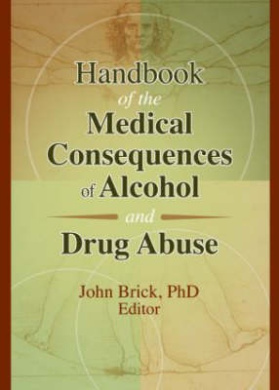 Handbook
of the
Medical
Consequences
of Alcohol
and
Drug Abuse
John Brick, PhD
Editor